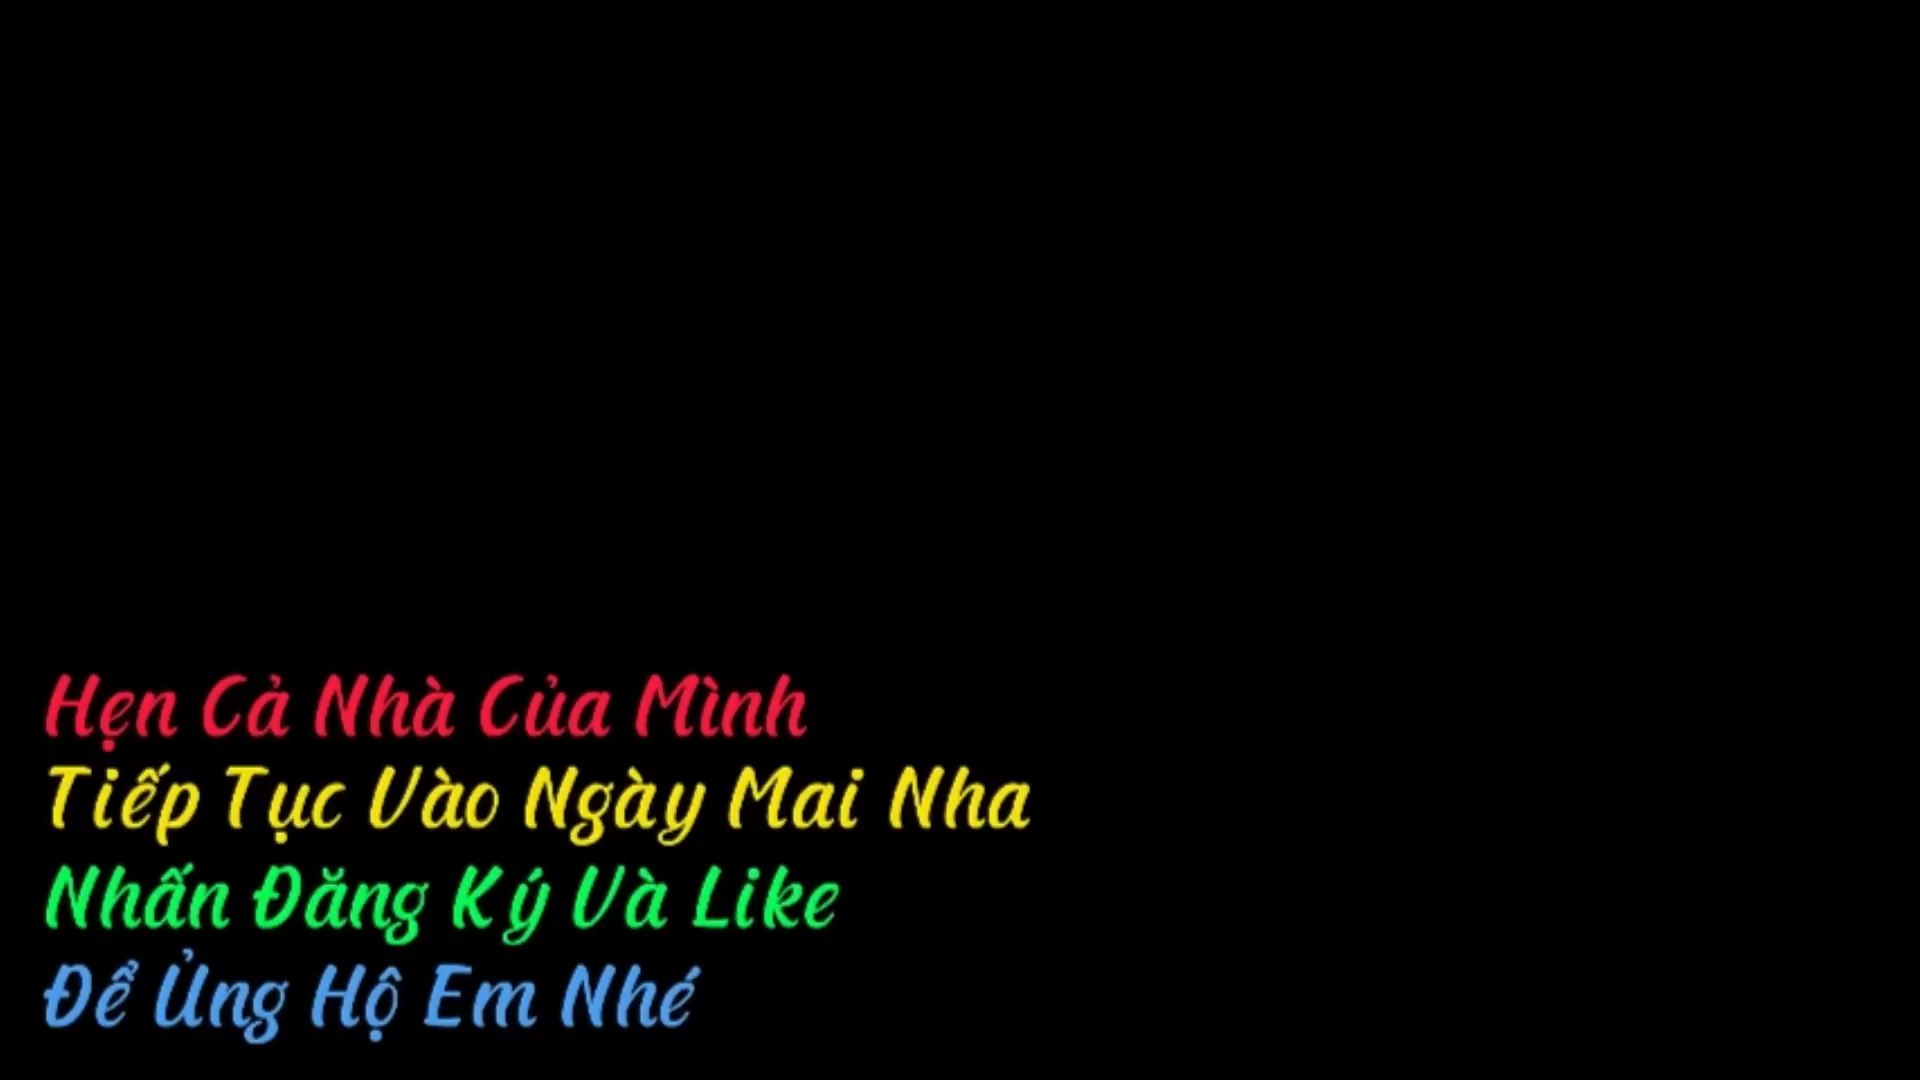 Hẹn Cả Nhà Của Mình
Tiếp Tục Vào Ngày Mai Nha
Nhấn Đăng Ký Và Like
Để Ủng Hộ Em Nhé